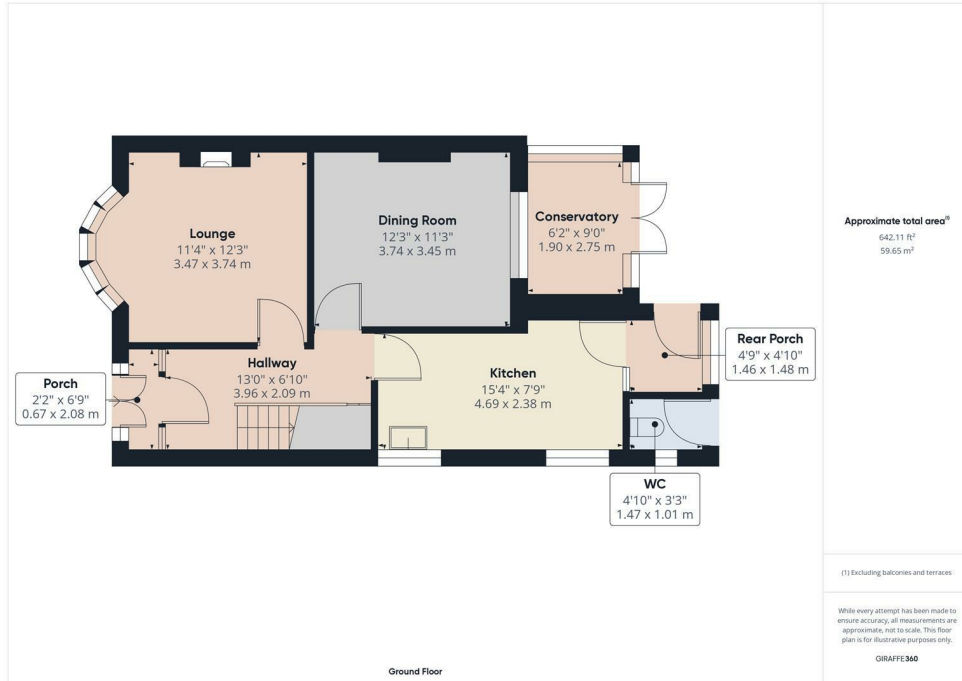 Lounge
11'4" x 12'3"
3.47 x 3.74 m
Dining Room
12'3" x 11'3"
3.74 x 3.45 m
Conservatory
6'2" x 9'0"
1.90 x 2.75 m
Porch
2'2" x 6'9"
0.67 x 2.08 m
Hallway
13'0" x 6'10"
3.96 x 2.09 m
Kitchen
15'4" x 7'9"
4.69 x 2.38 m
Rear Porch
4'9" x 4'10"
1.46 x 1.48 m
WC
4'10" x 3'3"
1.47 x 1.01 m
Ground Floor
Approximate total area(1)
642.11 ft²
59.65 m²
(1) Excluding balconies and terraces
While every attempt has been made to
ensure accuracy, all measurements are
approximate, not to scale. This floor
plan is for illustrative purposes only.
GIRAFFE360